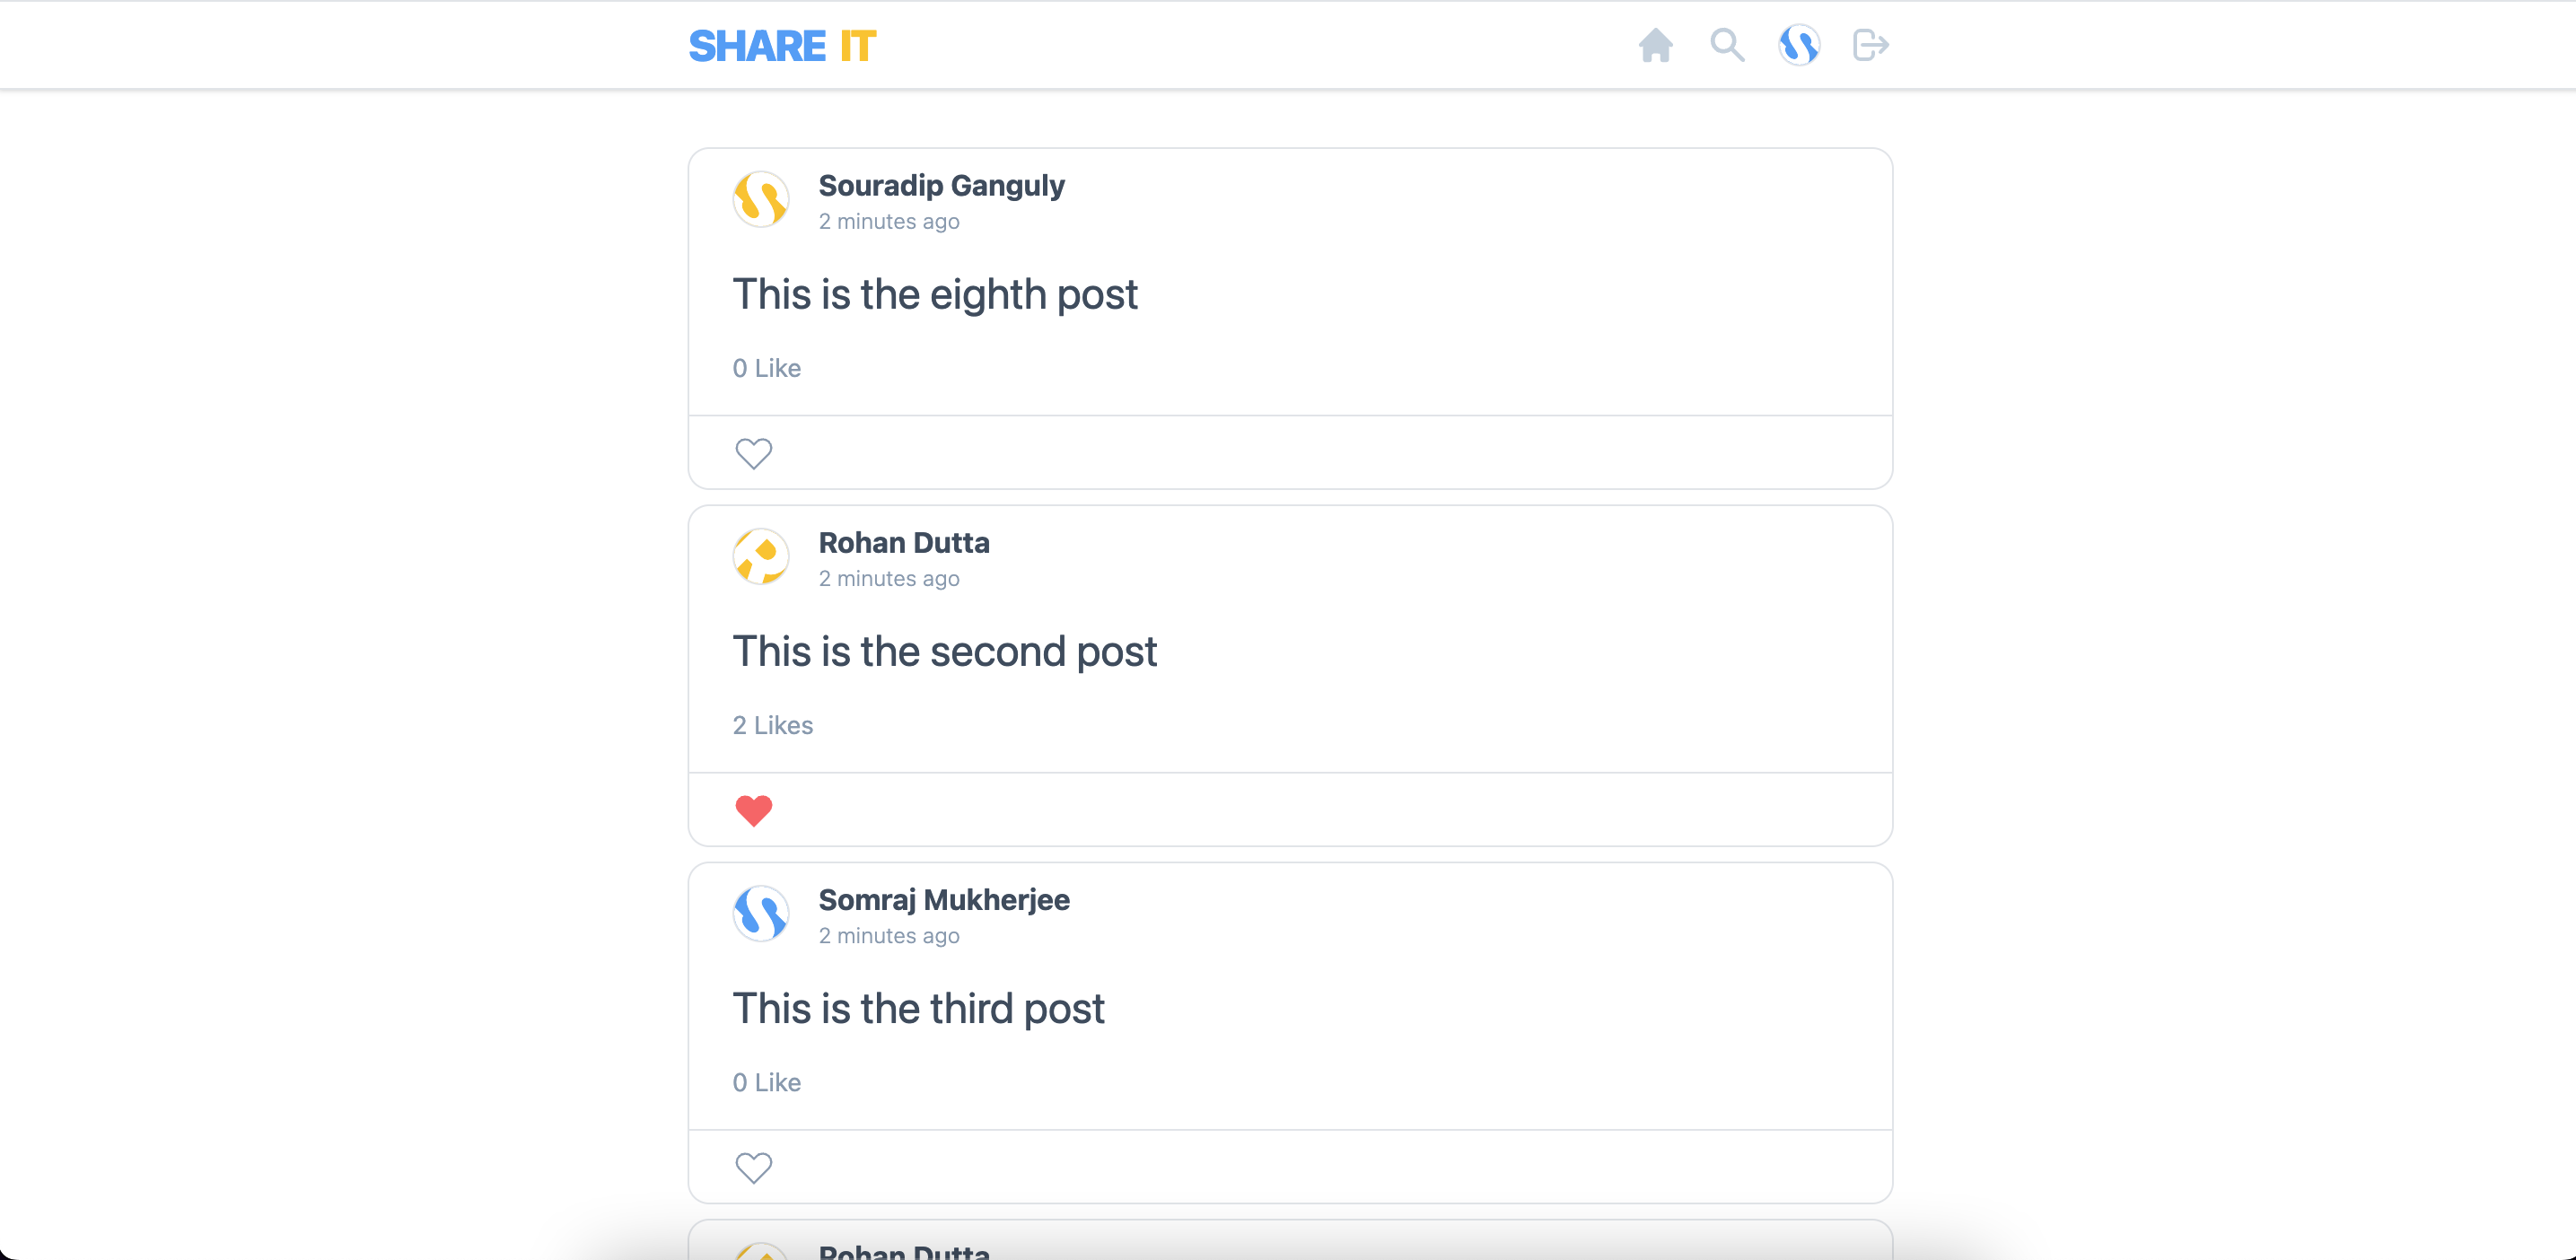 SHARE IT
Souradip Ganguly
2 minutes ago
This is the eighth post
0 Like
Rohan Dutta
2 minutes ago
This is the second post
2 Likes
Somraj Mukherjee
2 minutes ago
This is the third post
0 Like
Rohan Dutta